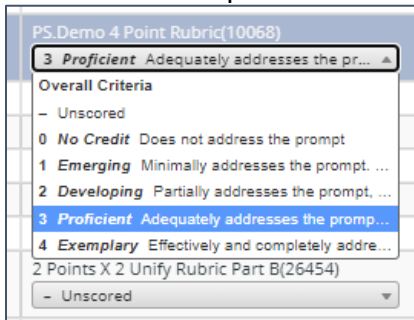 PS.Demo 4 Point Rubric(10068)
3 Proficient Adequately addresses the pr...
Overall Criteria
– Unscored
0 No Credit Does not address the prompt
1 Emerging Minimally addresses the prompt. ...
2 Developing Partially addresses the prompt, ...
3 Proficient Adequately addresses the promp...
4 Exemplary Effectively and completely addre...
2 Points X 2 Unify Rubric Part B(26454)
– Unscored